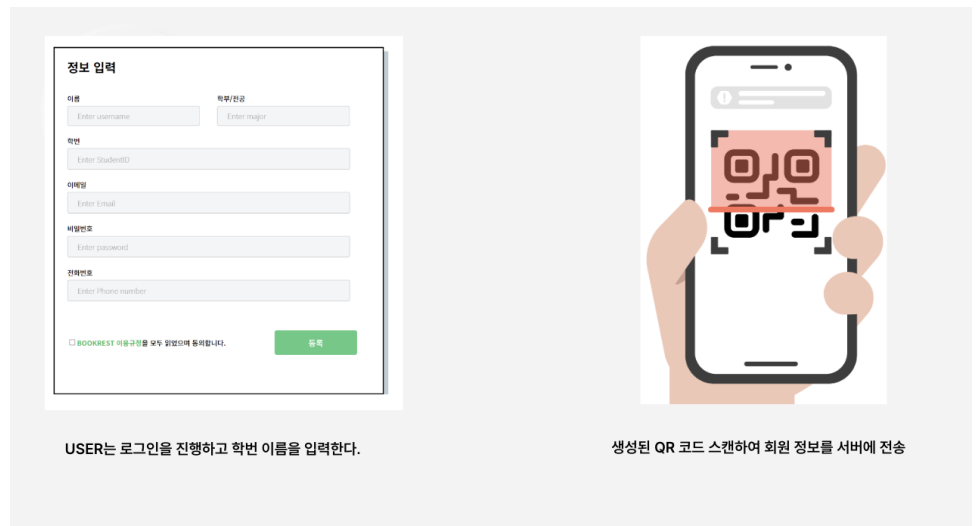 정보 입력
이름 학부/전공
Enter username Enter major
학번
Enter StudentID
이메일
Enter Email
비밀번호
Enter password
전화번호
Enter Phone number
BOOKREST 이용규정을 모두 읽었으며 동의합니다. 등록
USER는 로그인을 진행하고 학번 이름을 입력한다.
생성된 QR 코드 스캔하여 회원 정보를 서버에 전송